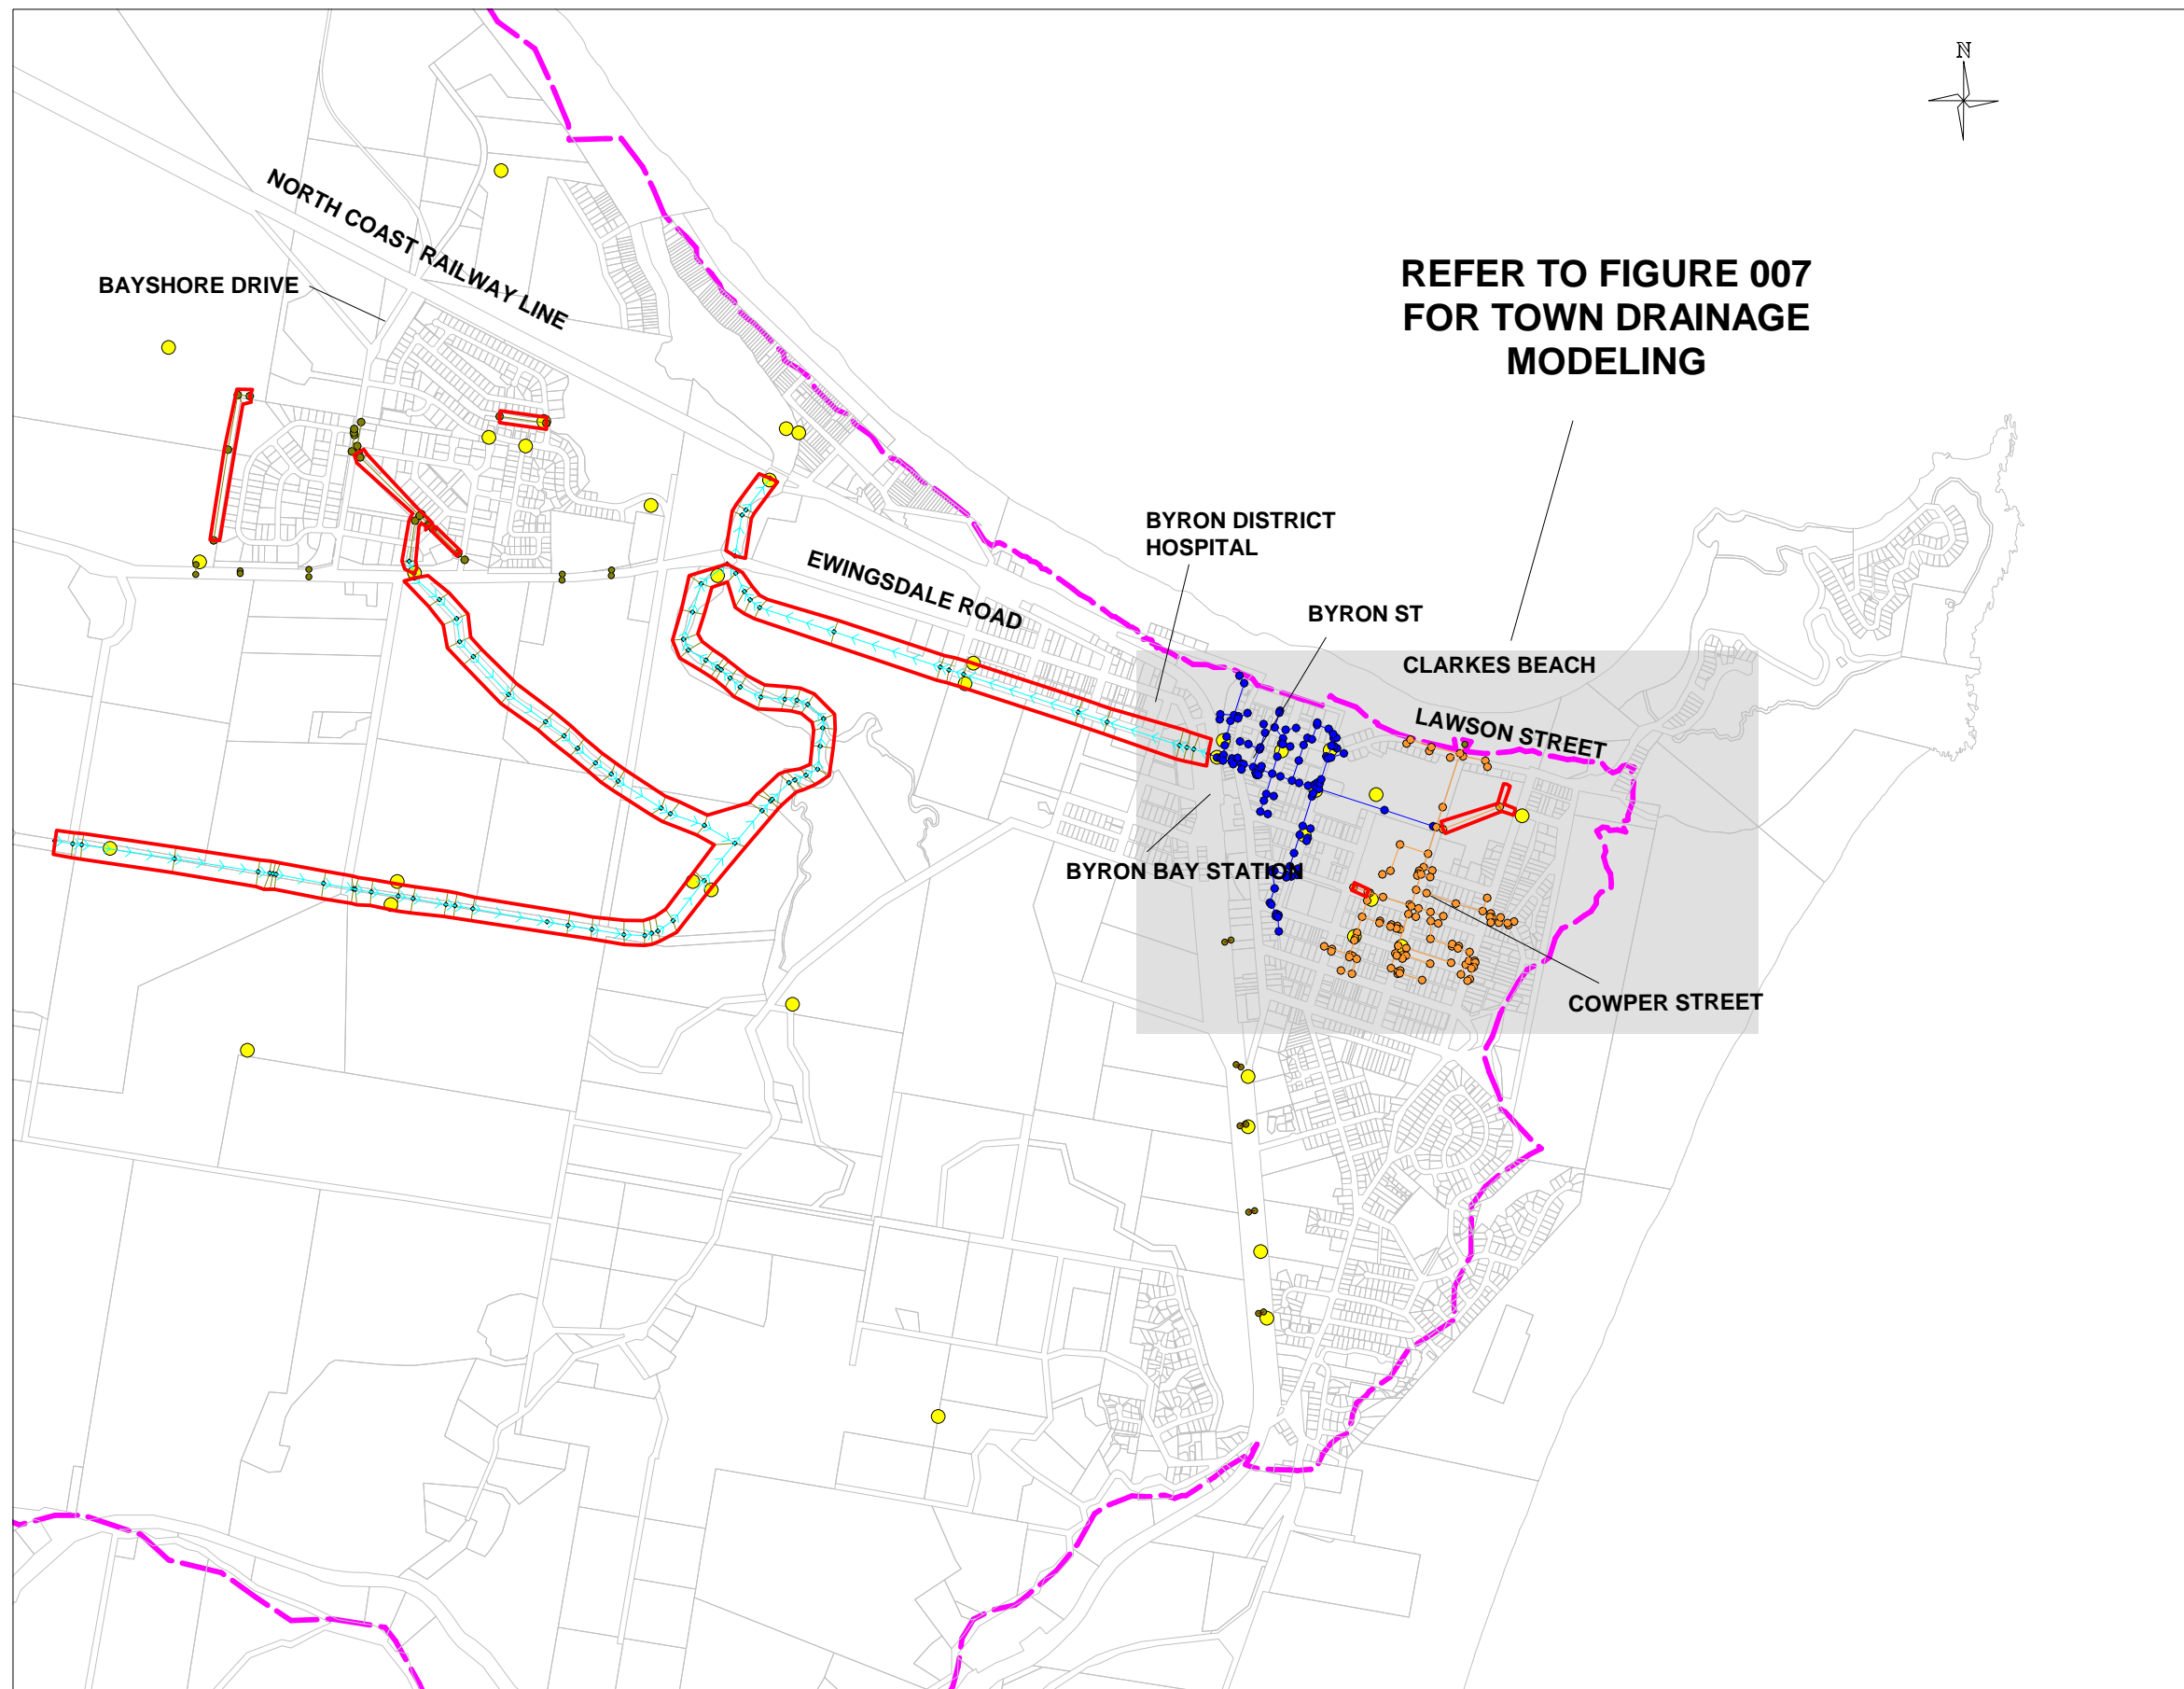 N
NORTH COAST RAILWAY LINE
BAYSHORE DRIVE
REFER TO FIGURE 007
FOR TOWN DRAINAGE
MODELING
BYRON DISTRICT
HOSPITAL
EWINGSDALE ROAD
BYRON ST
CLARKES BEACH
LAWSON STREET
BYRON BAY STATION
COWPER STREET